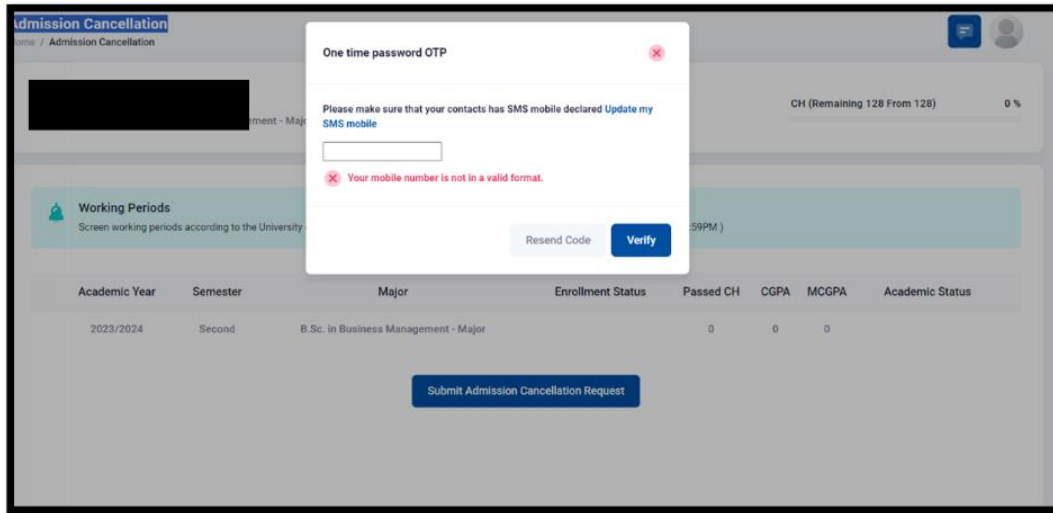 Admission Cancellation
Home / Admission Cancellation
One time password OTP
Please make sure that your contacts has SMS mobile declared Update my
SMS mobile
Your mobile number is not in a valid format.
Resend Code
Verify
- Majo
CH (Remaining 128 From 128)
0 %
Working Periods
Screen working periods according to the University
:59PM )
Academic Year Semester Major Enrollment Status Passed CH CGPA MCGPA Academic Status
2023/2024 Second B.Sc. in Business Management - Major 0 0 0
Submit Admission Cancellation Request